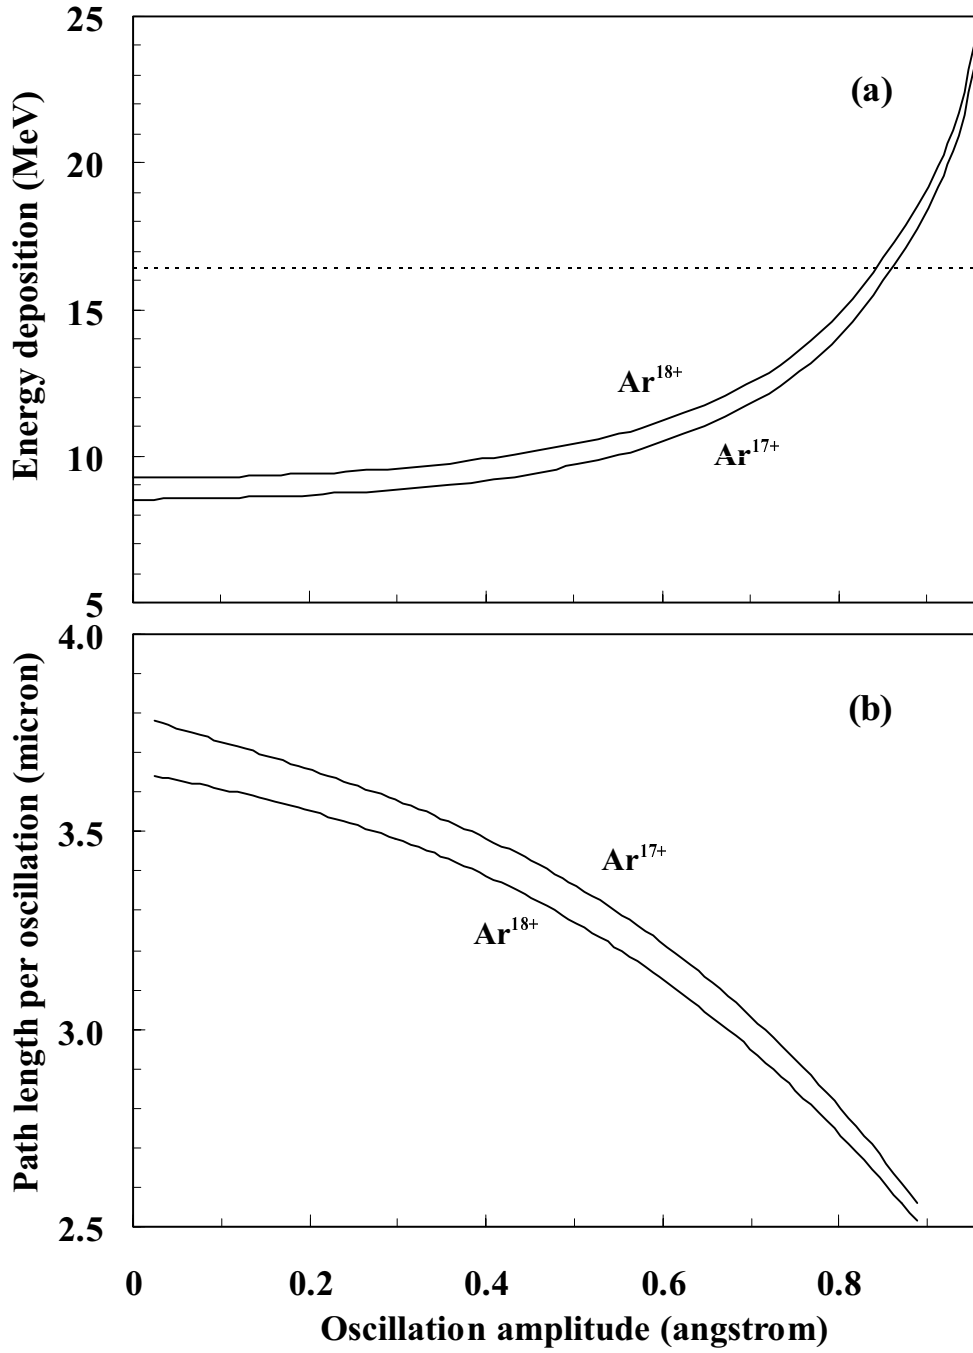 25
(a)
20
15
10
5
Energy deposition (MeV)
Ar18+
Ar17+
4.0
(b)
3.5
3.0
2.5
Path length per oscillation (micron)
Ar17+
Ar18+
0 0.2 0.4 0.6 0.8
Oscillation amplitude (angstrom)